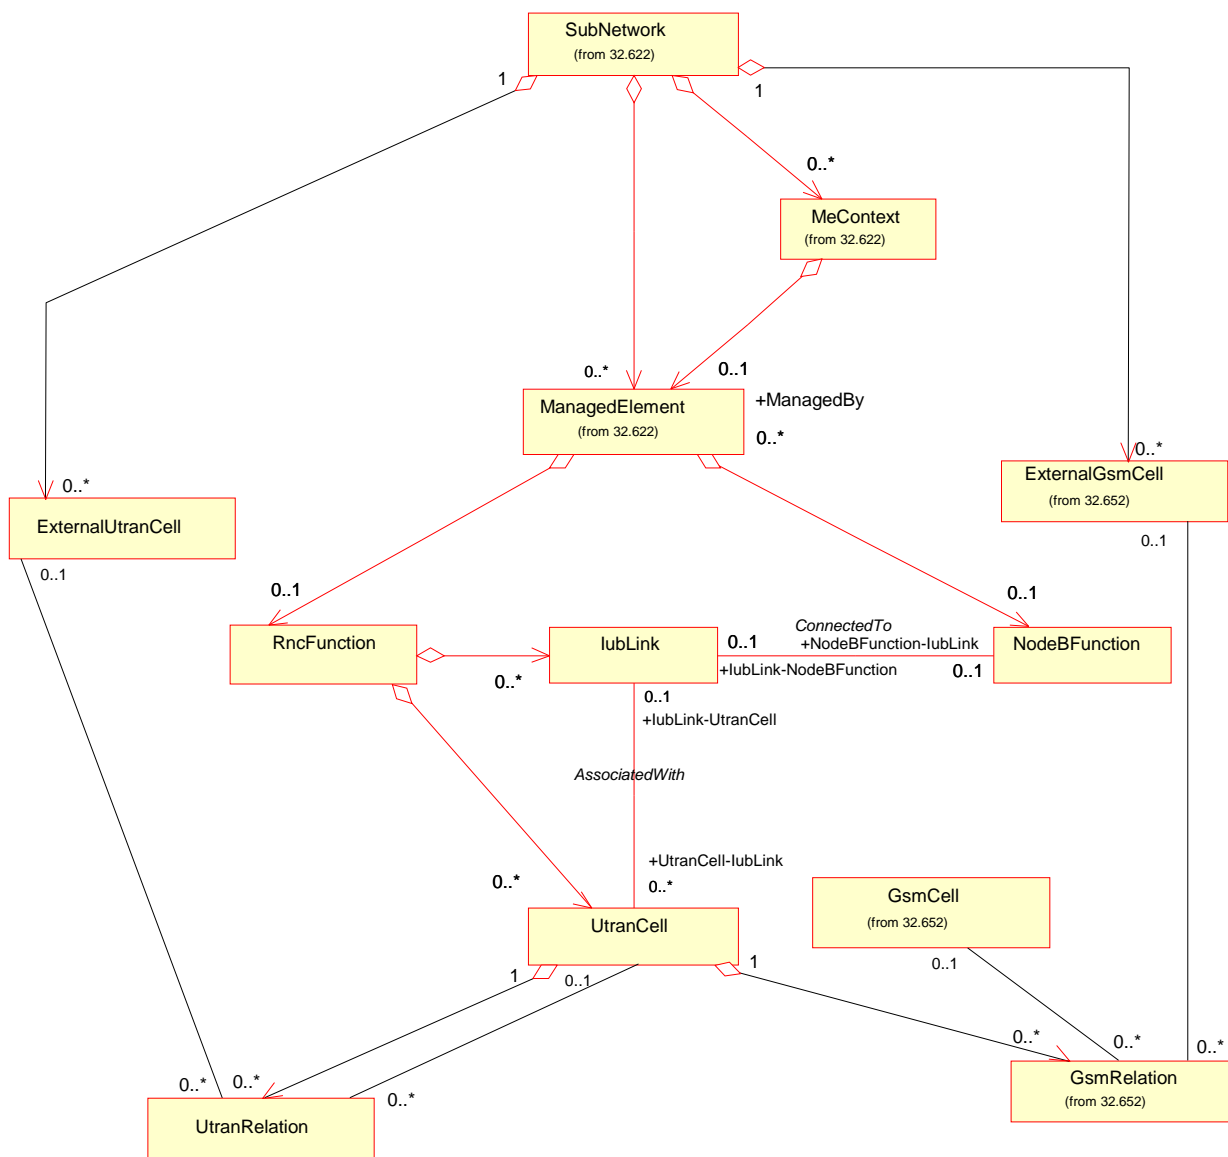 SubNetwork
(from 32.622)
1
1
0..*
MeContext
(from 32.622)
0..*
0..1
ManagedElement
(from 32.622)
+ManagedBy
0..*
0..*
ExternalGsmCell
(from 32.652)
0..1
0..*
ExternalUtranCell
0..1
0..1
0..1
RncFunction
IubLink
NodeBFunction
ConnectedTo
+NodeBFunction-IubLink
0..1
+IubLink-NodeBFunction
0..1
0..*
0..1
+IubLink-UtranCell
AssociatedWith
+UtranCell-IubLink
0..*
0..*
UtranCell
GsmCell
(from 32.652)
0..1
1
0..1
1
0..*
0..*
0..*
GsmRelation
(from 32.652)
0..*
0..*
0..*
UtranRelation